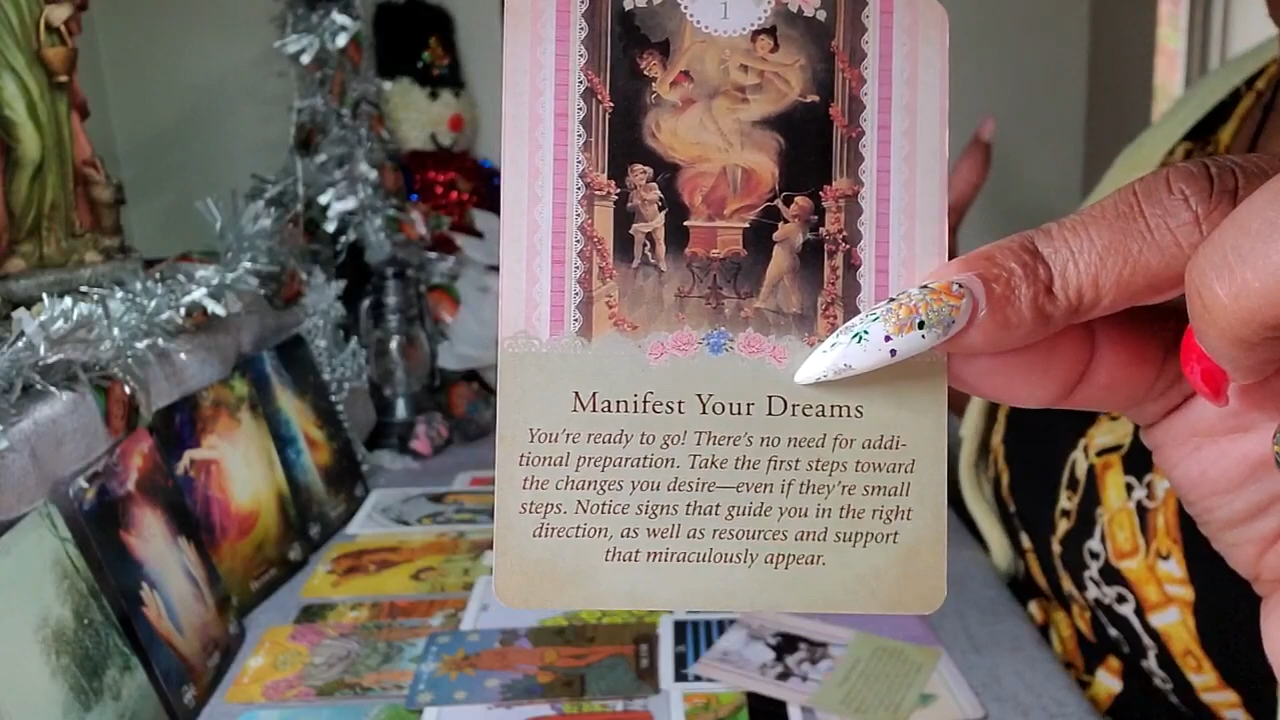 1
Manifest Your Dreams
You're ready to go! There's no need for addi-
tional preparation. Take the first steps toward
the changes you desire—even if they're small
steps. Notice signs that guide you in the right
direction, as well as resources and support
that miraculously appear.